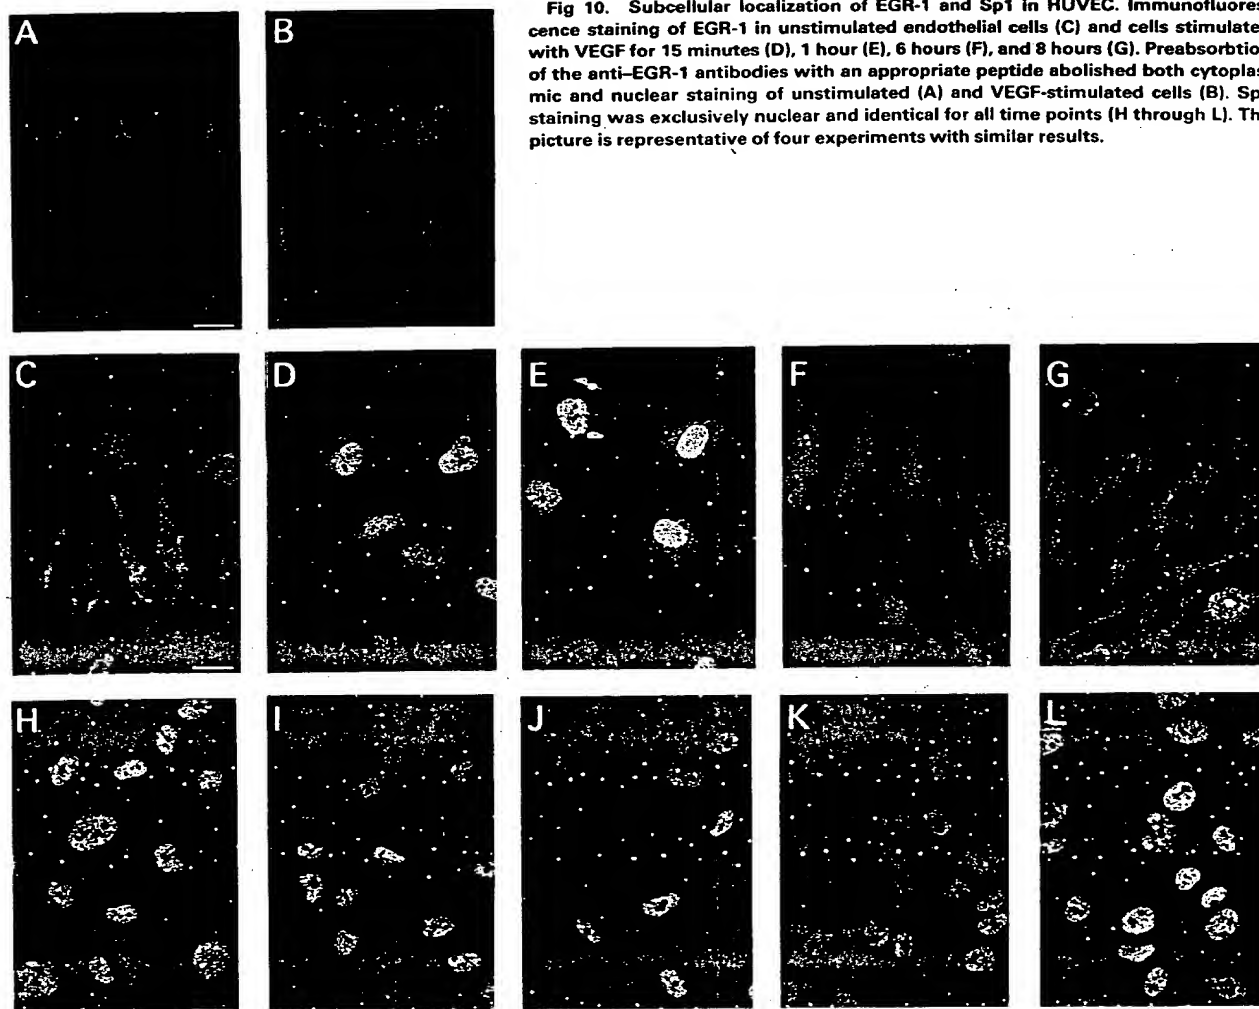 A
B
Fig 10. Subcellular localization of EGR-1 and Sp1 in HUVEC. Immunofluores
cence staining of EGR-1 in unstimulated endothelial cells (C) and cells stimulate
with VEGF for 15 minutes (D), 1 hour (E), 6 hours (F), and 8 hours (G). Preabsorbtio
of the anti–EGR-1 antibodies with an appropriate peptide abolished both cytoplas
mic and nuclear staining of unstimulated (A) and VEGF-stimulated cells (B). Sp
staining was exclusively nuclear and identical for all time points (H through L). Th
picture is representative of four experiments with similar results.
C
D
E
F
G
H
I
J
K
L